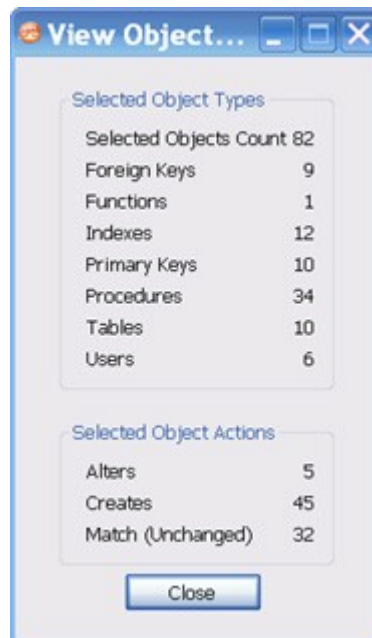 View Object...
Selected Object Types
Selected Objects Count 82
Foreign Keys 9
Functions 1
Indexes 12
Primary Keys 10
Procedures 34
Tables 10
Users 6
Selected Object Actions
Alters 5
Creates 45
Match (Unchanged) 32
Close